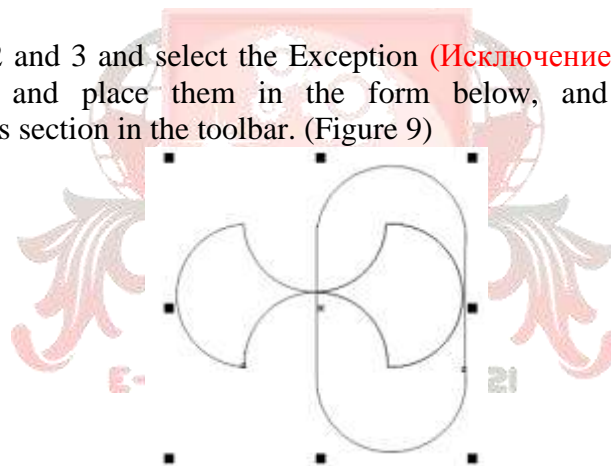 and 3 and select the Exception (Исключение
and place them in the form below, and
s section in the toolbar. (Figure 9)